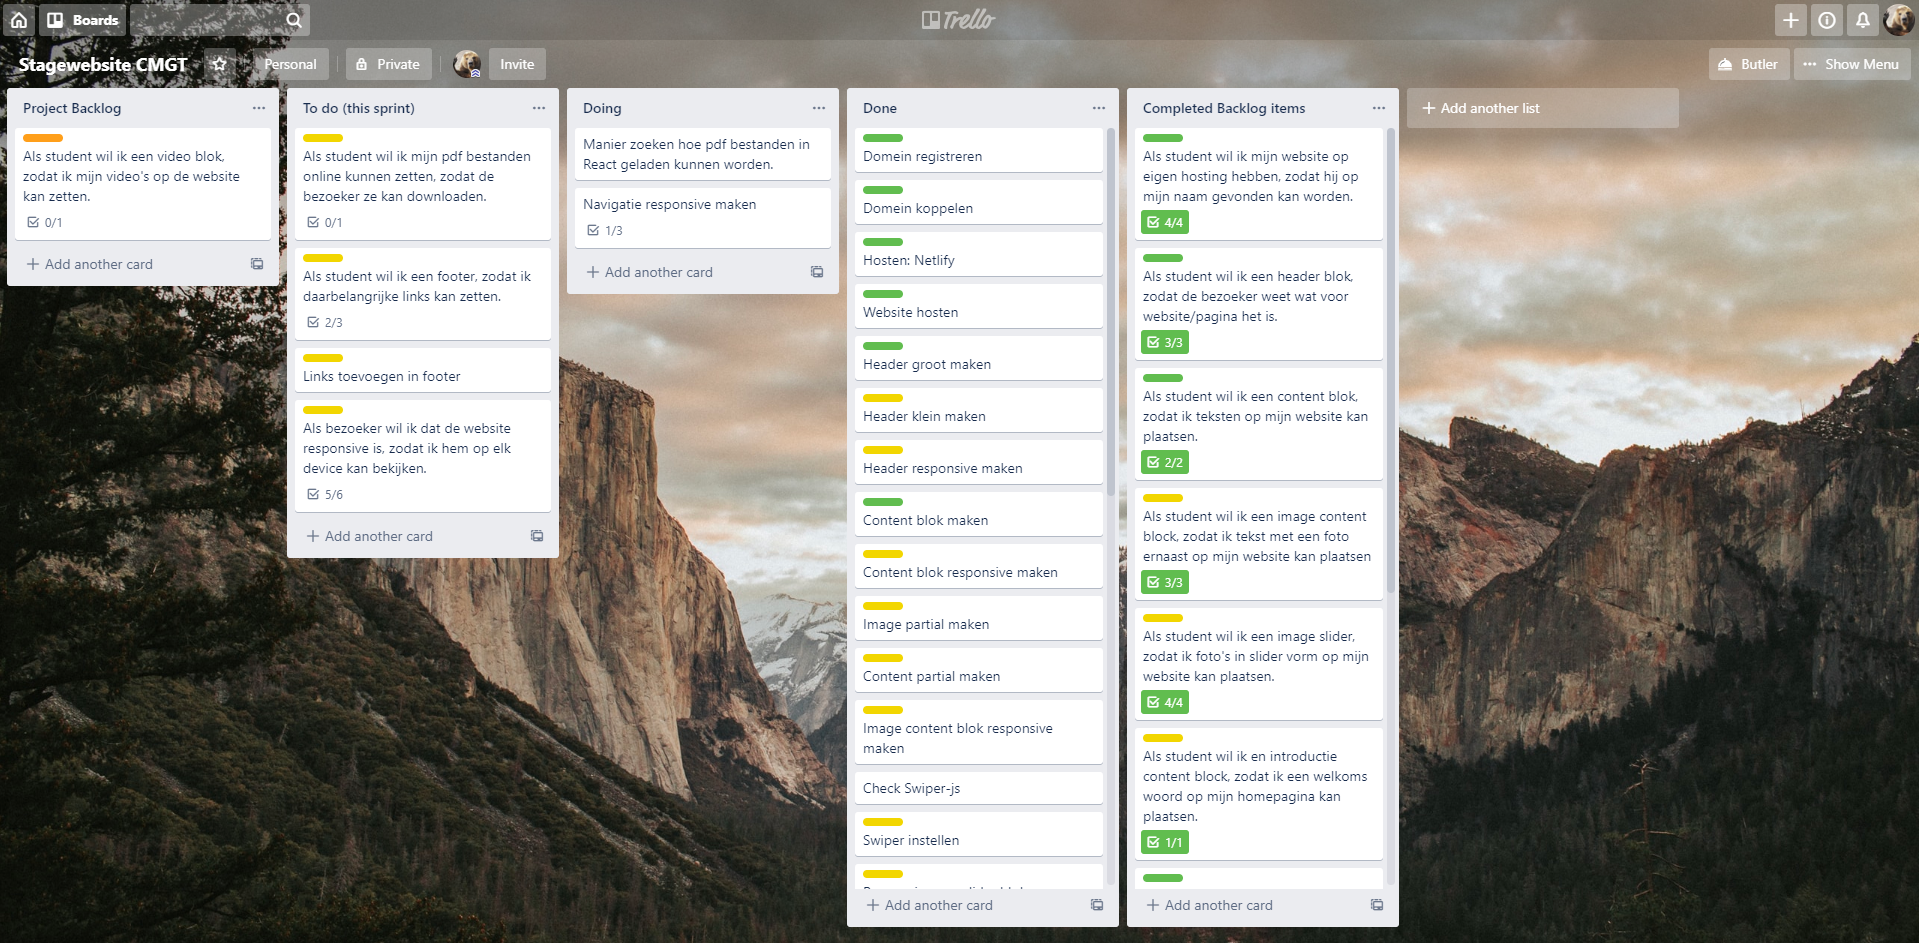 Boards
Trello
Stagewebsite CMGT
Personal
Private
Invite
Butler
Show Menu
Project Backlog
Als student wil ik een video blok,
zodat ik mijn video's op de website
kan zetten.
0/1
Add another card
To do (this sprint)
Als student wil ik mijn pdf bestanden
online kunnen zetten, zodat de
bezoeker ze kan downloaden.
0/1
Als student wil ik een footer, zodat ik
daarbelangrijke links kan zetten.
2/3
Links toevoegen in footer
Als bezoeker wil ik dat de website
responsive is, zodat ik hem op elk
device kan bekijken.
5/6
Add another card
Doing
Manier zoeken hoe pdf bestanden in
React geladen kunnen worden.
Navigatie responsive maken
1/3
Add another card
Done
Domein registreren
Domein koppelen
Hosten: Netlify
Website hosten
Header groot maken
Header klein maken
Header responsive maken
Content blok maken
Content blok responsive maken
Image partial maken
Content partial maken
Image content blok responsive
maken
Check Swiper-js
Swiper instellen
Add another card
Completed Backlog items
Als student wil ik mijn website op
eigen hosting hebben, zodat hij op
mijn naam gevonden kan worden.
4/4
Als student wil ik een header blok,
zodat de bezoeker weet wat voor
website/pagina het is.
3/3
Als student wil ik een content blok,
zodat ik teksten op mijn website kan
plaatsen.
2/2
Als student wil ik een image content
block, zodat ik tekst met een foto
ernaast op mijn website kan plaatsen
3/3
Als student wil ik een image slider,
zodat ik foto's in slider vorm op mijn
website kan plaatsen.
4/4
Als student wil ik en introductie
content block, zodat ik een welkoms
woord op mijn homepagina kan
plaatsen.
1/1
Add another card
Add another list